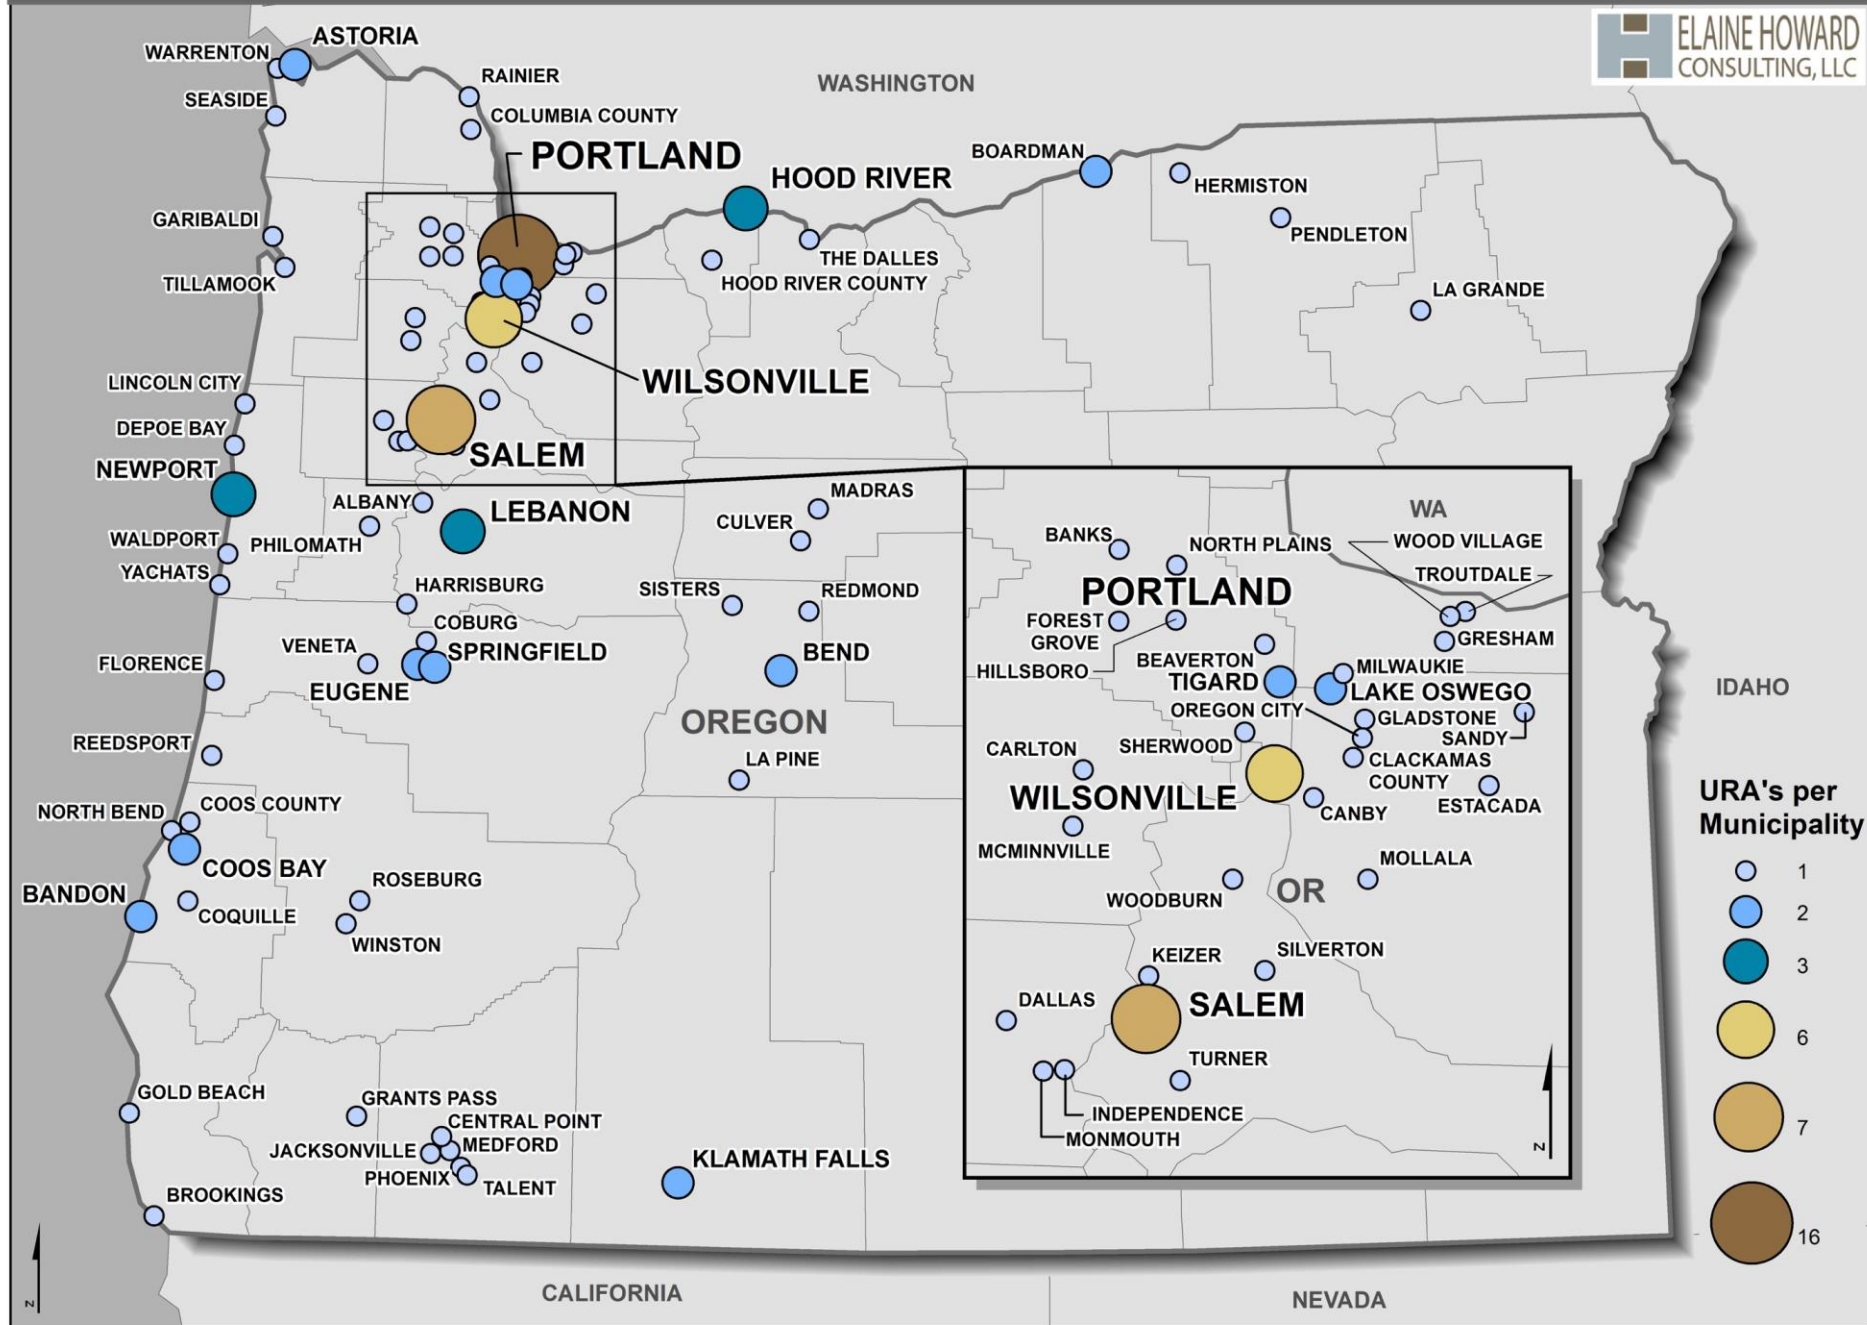 ELAINE HOWARD
CONSULTING, LLC
WARRENTON
ASTORIA
SEASIDE
RAINIER
COLUMBIA COUNTY
WASHINGTON
PORTLAND
HOOD RIVER
BOARDMAN
HERMISTON
PENDLETON
GARIBALDI
TILLAMOOK
THE DALLES
HOOD RIVER COUNTY
LA GRANDE
WILSONVILLE
LINCOLN CITY
DEPOE BAY
NEWPORT
SALEM
ALBANY
LEBANON
MADRAS
CULVER
WALDPORT
PHILOMATH
YACHATS
HARRISBURG
SISTERS
REDMOND
COBURG
VENETA
SPRINGFIELD
BEND
FLORENCE
EUGENE
OREGON
REEDSPORT
LA PINE
NORTH BEND
COOS COUNTY
COOS BAY
BANDON
COQUILLE
ROSEBURG
WINSTON
GOLD BEACH
GRANTS PASS
CENTRAL POINT
JACKSONVILLE
MEDFORD
PHOENIX
TALENT
KLAMATH FALLS
BROOKINGS
CALIFORNIA
NEVADA
IDAHO
Z
WA
BANKS
NORTH PLAINS
WOOD VILLAGE
TROUTDALE
PORTLAND
FOREST
GROVE
GRESHAM
HILLSBORO
BEAVERTON
MILWAUKIE
TIGARD
LAKE OSWEGO
OREGON CITY
GLADSTONE
SANDY
SHERWOOD
CARLTON
CLACKAMAS
COUNTY
WILSONVILLE
ESTACADA
CANBY
MCMINNVILLE
MOLLALA
WOODBURN
OR
KEIZER
SILVERTON
DALLAS
SALEM
TURNER
INDEPENDENCE
MONMOUTH
Z
URA's per
Municipality
1
2
3
6
7
16